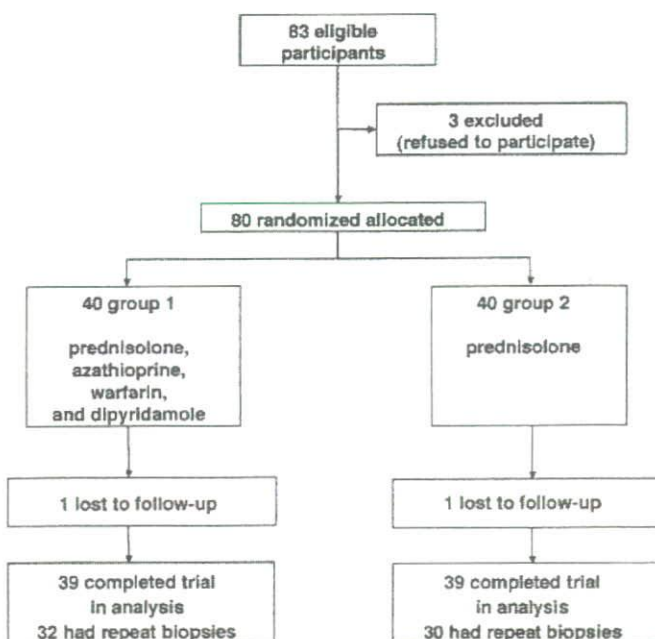 83 eligible
participants
3 excluded
(refused to participate)
80 randomized allocated
40 group 1
prednisolone,
azathioprine,
warfarin,
and dipyridamole
40 group 2
prednisolone
1 lost to follow-up
1 lost to follow-up
39 completed trial
in analysis
32 had repeat biopsies
39 completed trial
in analysis
30 had repeat biopsies